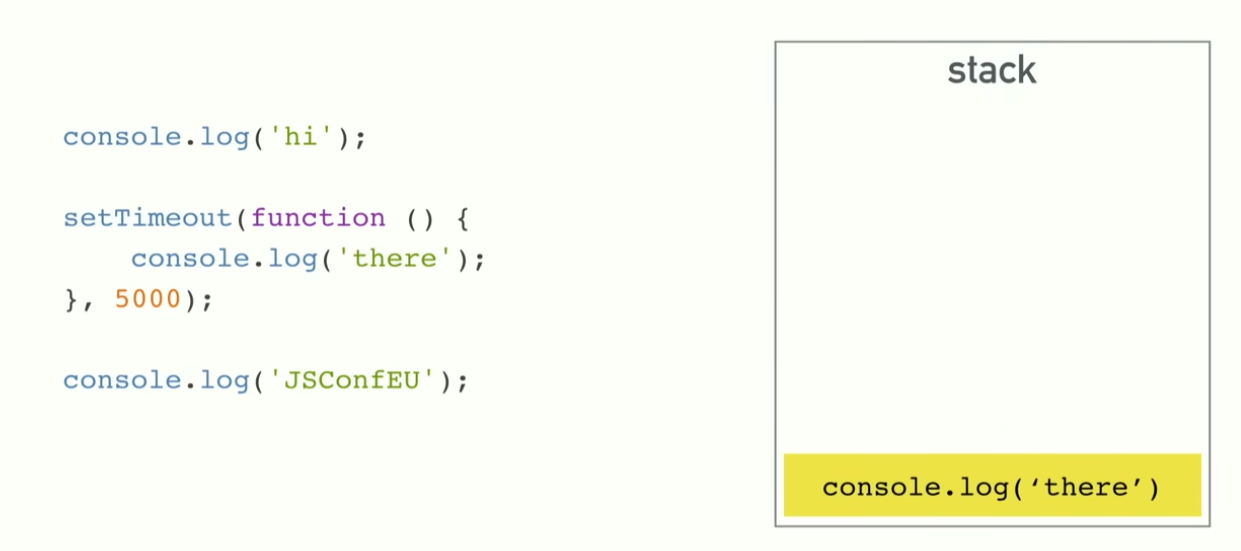 console.log('hi');
setTimeout(function () {
    console.log('there');
}, 5000);
console.log('JSConfEU');
stack
console.log(‘there’)